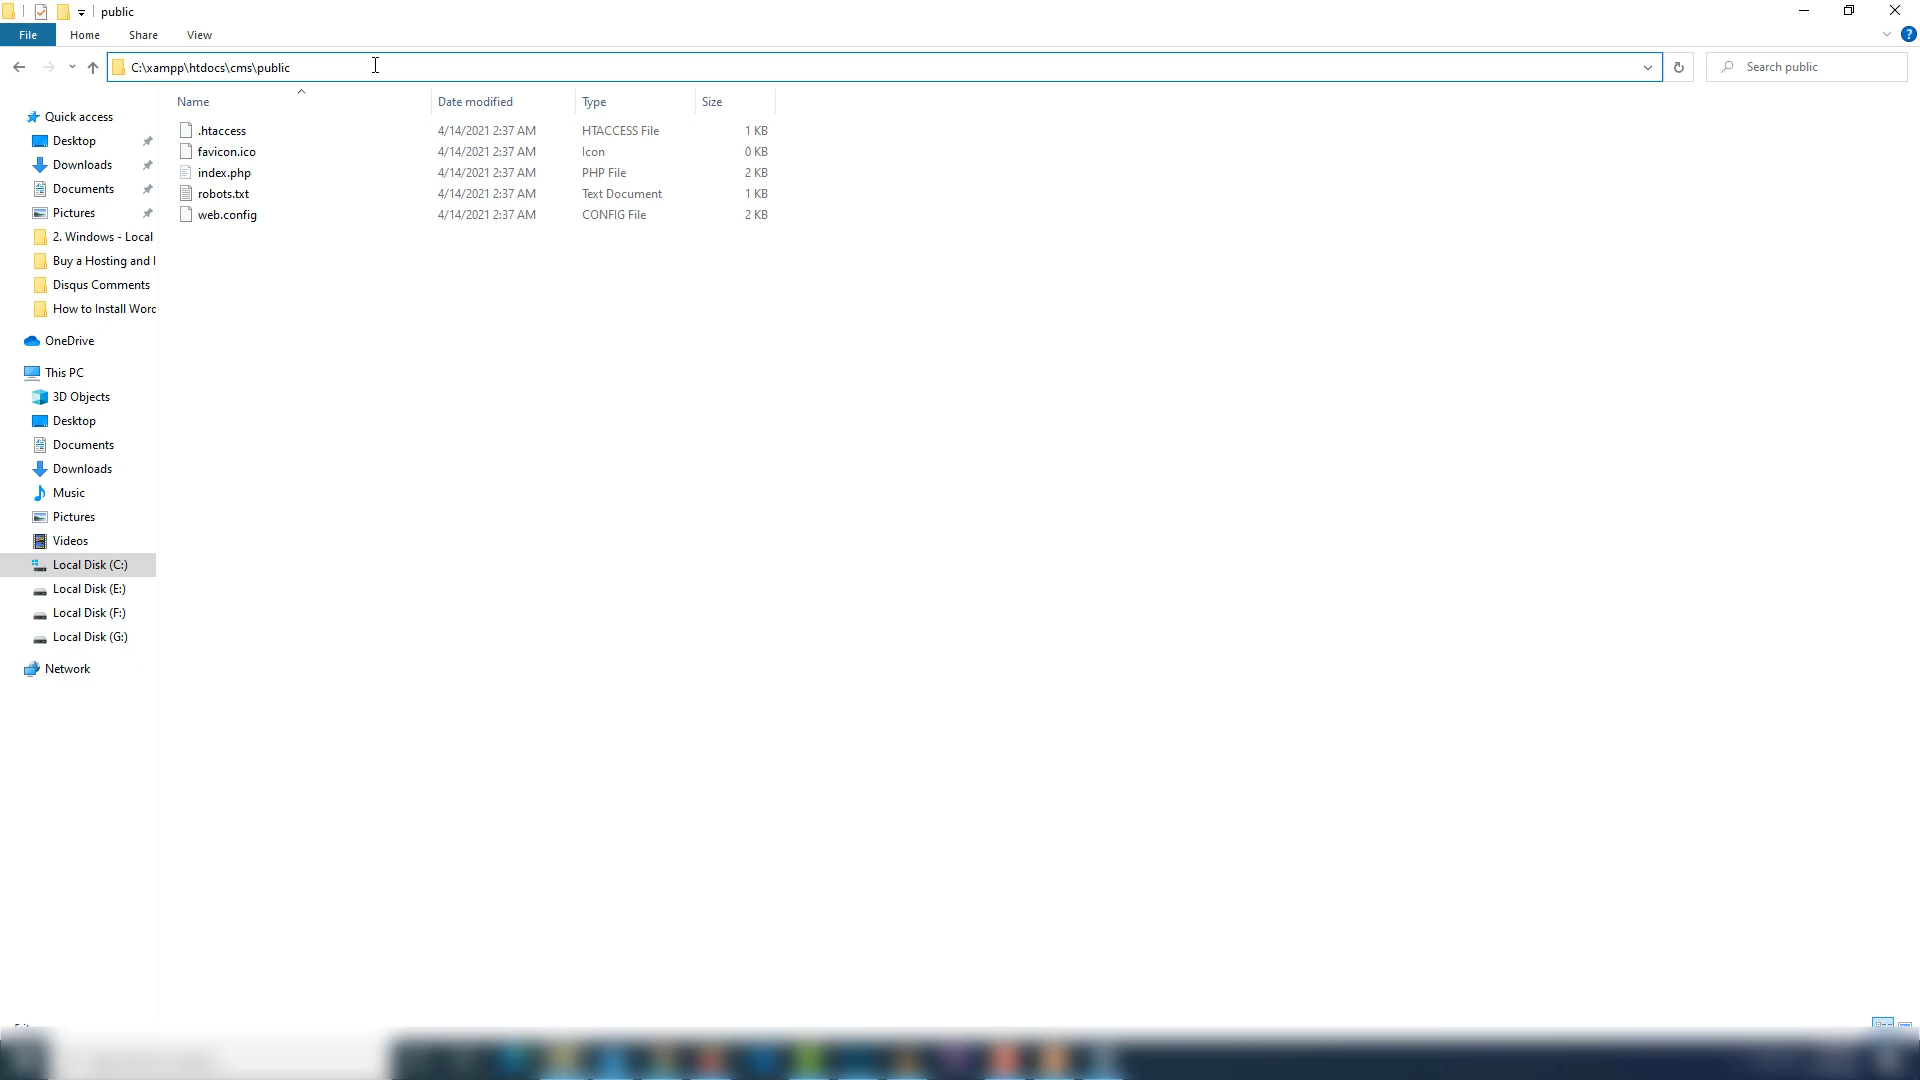 public
File Home Share View
C:\xampp\htdocs\cms\public
Search public
Name Date modified Type Size
.htaccess 4/14/2021 2:37 AM HTACCESS File 1 KB
favicon.ico 4/14/2021 2:37 AM Icon 0 KB
index.php 4/14/2021 2:37 AM PHP File 2 KB
robots.txt 4/14/2021 2:37 AM Text Document 1 KB
web.config 4/14/2021 2:37 AM CONFIG File 2 KB
Quick access
Desktop
Downloads
Documents
Pictures
2. Windows - Local
Buy a Hosting and
Disqus Comments
How to Install Word
OneDrive
This PC
3D Objects
Desktop
Documents
Downloads
Music
Pictures
Videos
Local Disk (C:)
Local Disk (E:)
Local Disk (F:)
Local Disk (G:)
Network